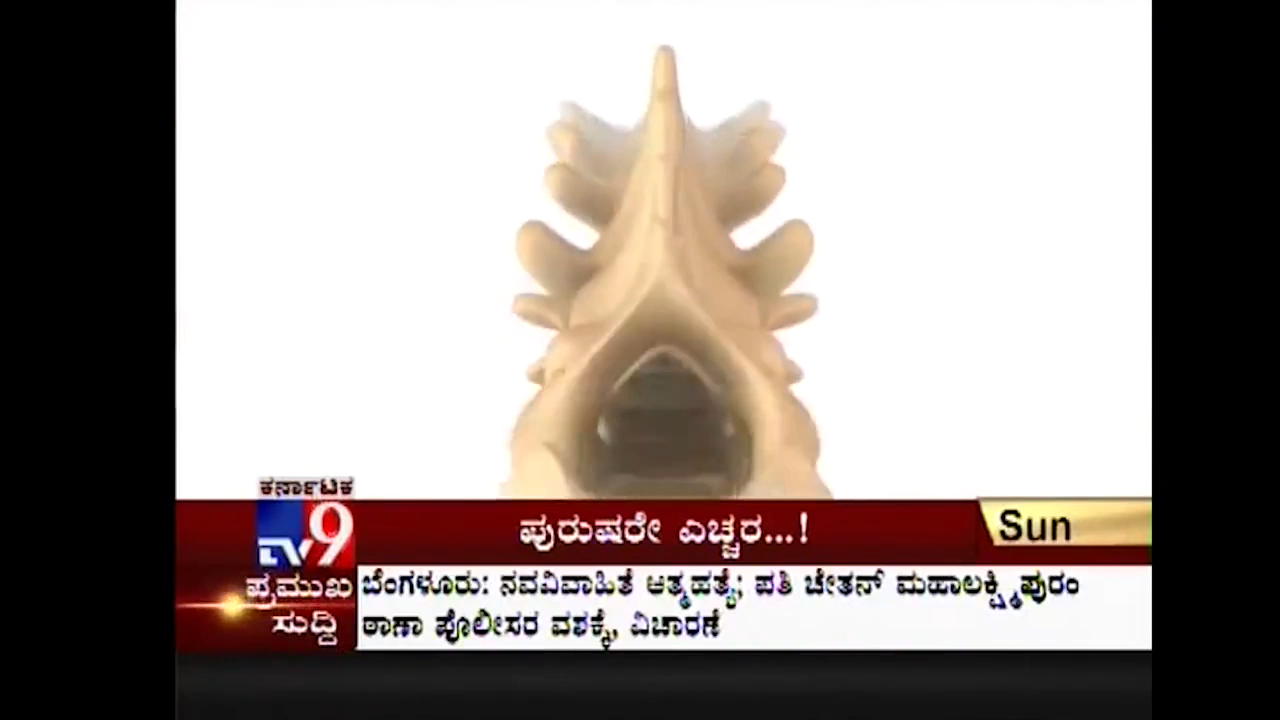 ಕರ್ನಾಟಕ
TV9
ಪುರುಷರೇ ಎಚ್ಚರ...!
Sun
ಪ್ರಮುಖ
ಸುದ್ದಿ
ಬೆಂಗಳೂರು: ನವವಿವಾಹಿತೆ ಆತ್ಮಹತ್ಯೆ; ಪತಿ ಚೇತನ್ ಮಹಾಲಕ್ಷ್ಮಿಪುರಂ
ಠಾಣಾ ಪೊಲೀಸರ ವಶಕ್ಕೆ, ವಿಚಾರಣೆ